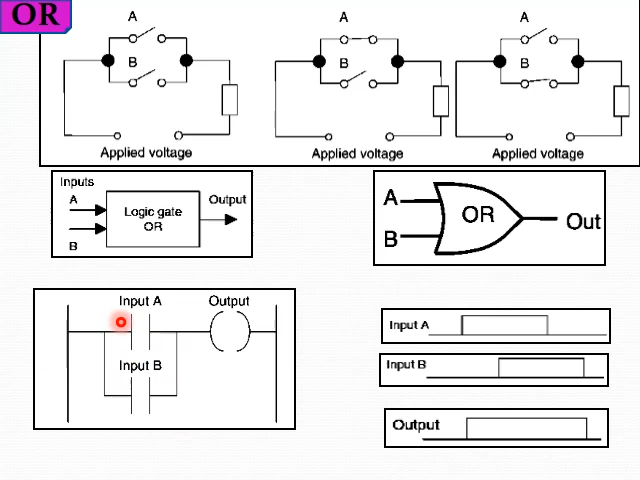 OR
A
B
Applied voltage
A
B
Applied voltage
A
B
Applied voltage
Inputs
A
B
Logic gate
OR
Output
A
B
OR
Out
Input A
Output
Input B
Input A
Input B
Output